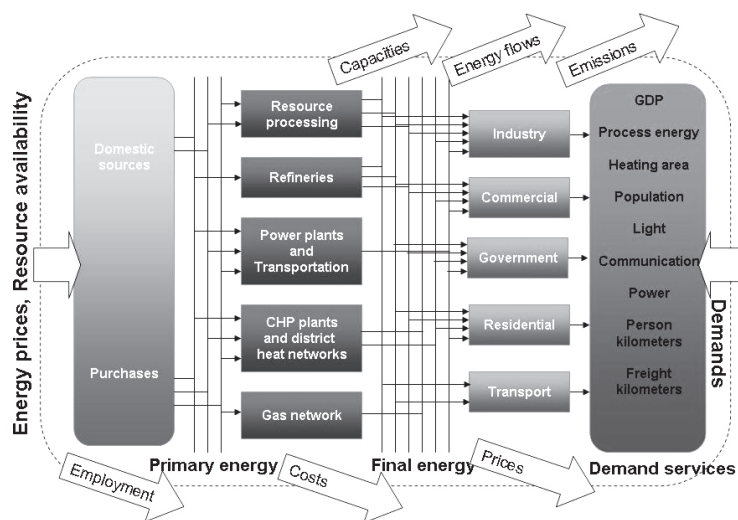 Capacities
Energy flows
Emissions
Energy prices, Resource availability
Domestic
sources
Purchases
Resource
processing
Refineries
Power plants
and
Transportation
CHP plants
and district
heat networks
Gas network
Industry
Commercial
Government
Residential
Transport
GDP
Process energy
Heating area
Population
Light
Communication
Power
Person
kilometers
Freight
kilometers
Demands
Primary energy
Final energy
Demand services
Employment
Costs
Prices